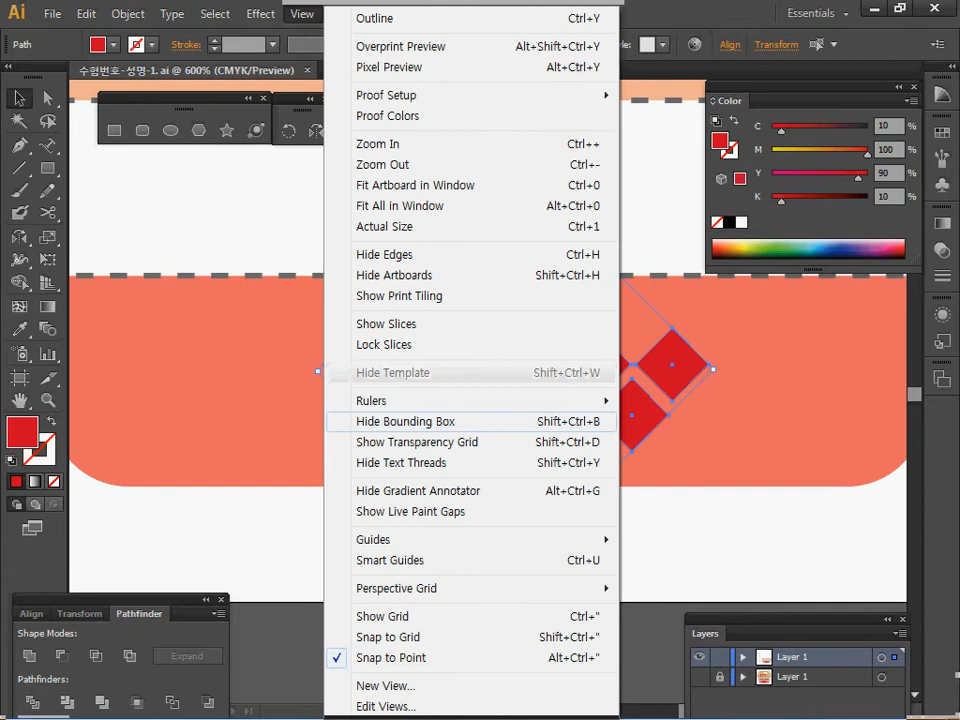 Ai File Edit Object Type Select Effect View Essentials
Path Stroke: Style: Align Transform
수험번호-성명-1. ai @ 600% (CMYK/Preview)
Outline Ctrl+Y
Overprint Preview Alt+Shift+Ctrl+Y
Pixel Preview Alt+Ctrl+Y
Proof Setup
Proof Colors
Zoom In Ctrl++
Zoom Out Ctrl+-
Fit Artboard in Window Ctrl+0
Fit All in Window Alt+Ctrl+0
Actual Size Ctrl+1
Hide Edges Ctrl+H
Hide Artboards Shift+Ctrl+H
Show Print Tiling
Show Slices
Lock Slices
Hide Template Shift+Ctrl+W
Rulers
Hide Bounding Box Shift+Ctrl+B
Show Transparency Grid Shift+Ctrl+D
Hide Text Threads Shift+Ctrl+Y
Hide Gradient Annotator Alt+Ctrl+G
Show Live Paint Gaps
Guides
Smart Guides Ctrl+U
Perspective Grid
Show Grid Ctrl+"
Snap to Grid Shift+Ctrl+"
Snap to Point Alt+Ctrl+"
New View...
Edit Views...
Color
C 10 %
M 100 %
Y 90 %
K 10 %
Align Transform Pathfinder
Shape Modes:
Expand
Pathfinders:
Layers
Layer 1
Layer 1